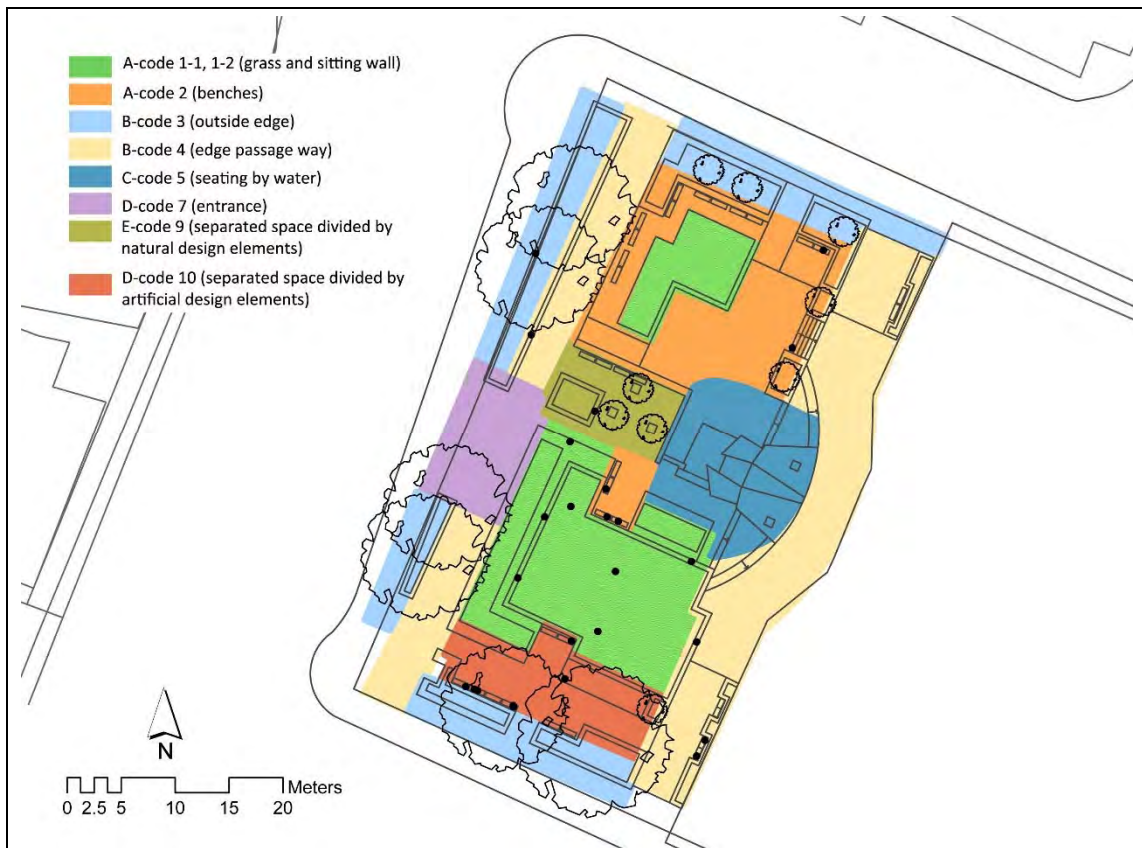 A-code 1-1, 1-2 (grass and sitting wall)
A-code 2 (benches)
B-code 3 (outside edge)
B-code 4 (edge passage way)
C-code 5 (seating by water)
D-code 7 (entrance)
E-code 9 (separated space divided by
natural design elements)
D-code 10 (separated space divided by
artificial design elements)
N
Meters
0 2.5 5 10 15 20